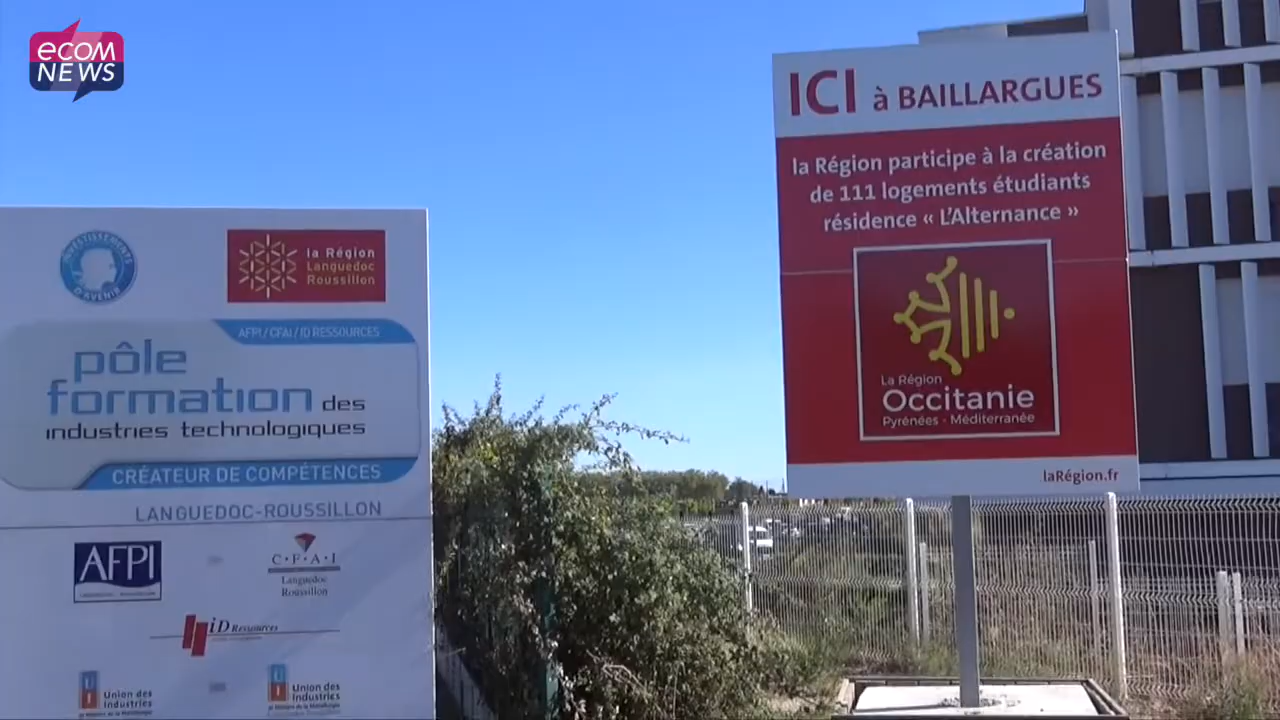 ecom
NEWS
INVESTISSEMENTS
D'AVENIR
la Région
Languedoc
Roussillon
AFPI / CFAI / ID RESSOURCES
pôle
formation des
industries technologiques
CRÉATEUR DE COMPÉTENCES
LANGUEDOC-ROUSSILLON
AFPI
C·F·A·I
Languedoc
Roussillon
iD Ressources
Union des
Industries
Union des
Industries
ICI à BAILLARGUES
la Région participe à la création
de 111 logements étudiants
résidence « L'Alternance »
La Région
Occitanie
Pyrénées - Méditerranée
laRégion.fr